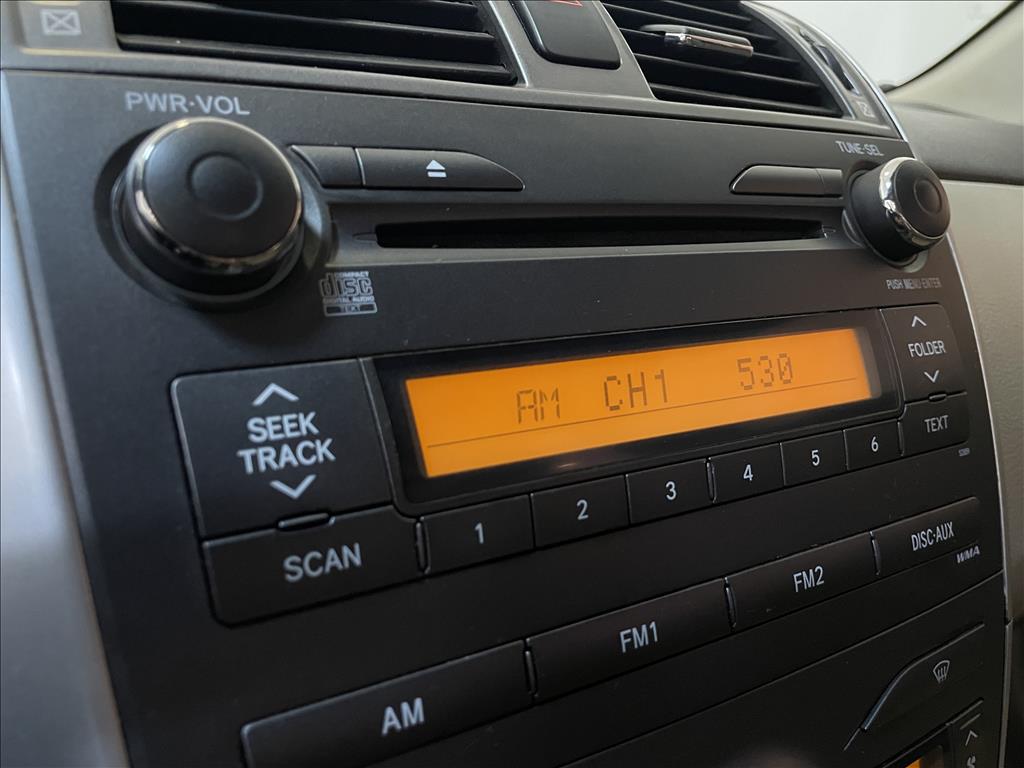 PWR·VOL
TUNE·SEL
COMPACT
disc
DIGITAL AUDIO
TEXT
PUSH MENU·ENTER
SEEK
TRACK
AM CH1 530
FOLDER
TEXT
1 2 3 4 5 6
SCAN
DISC·AUX
WMA
AM FM1 FM2